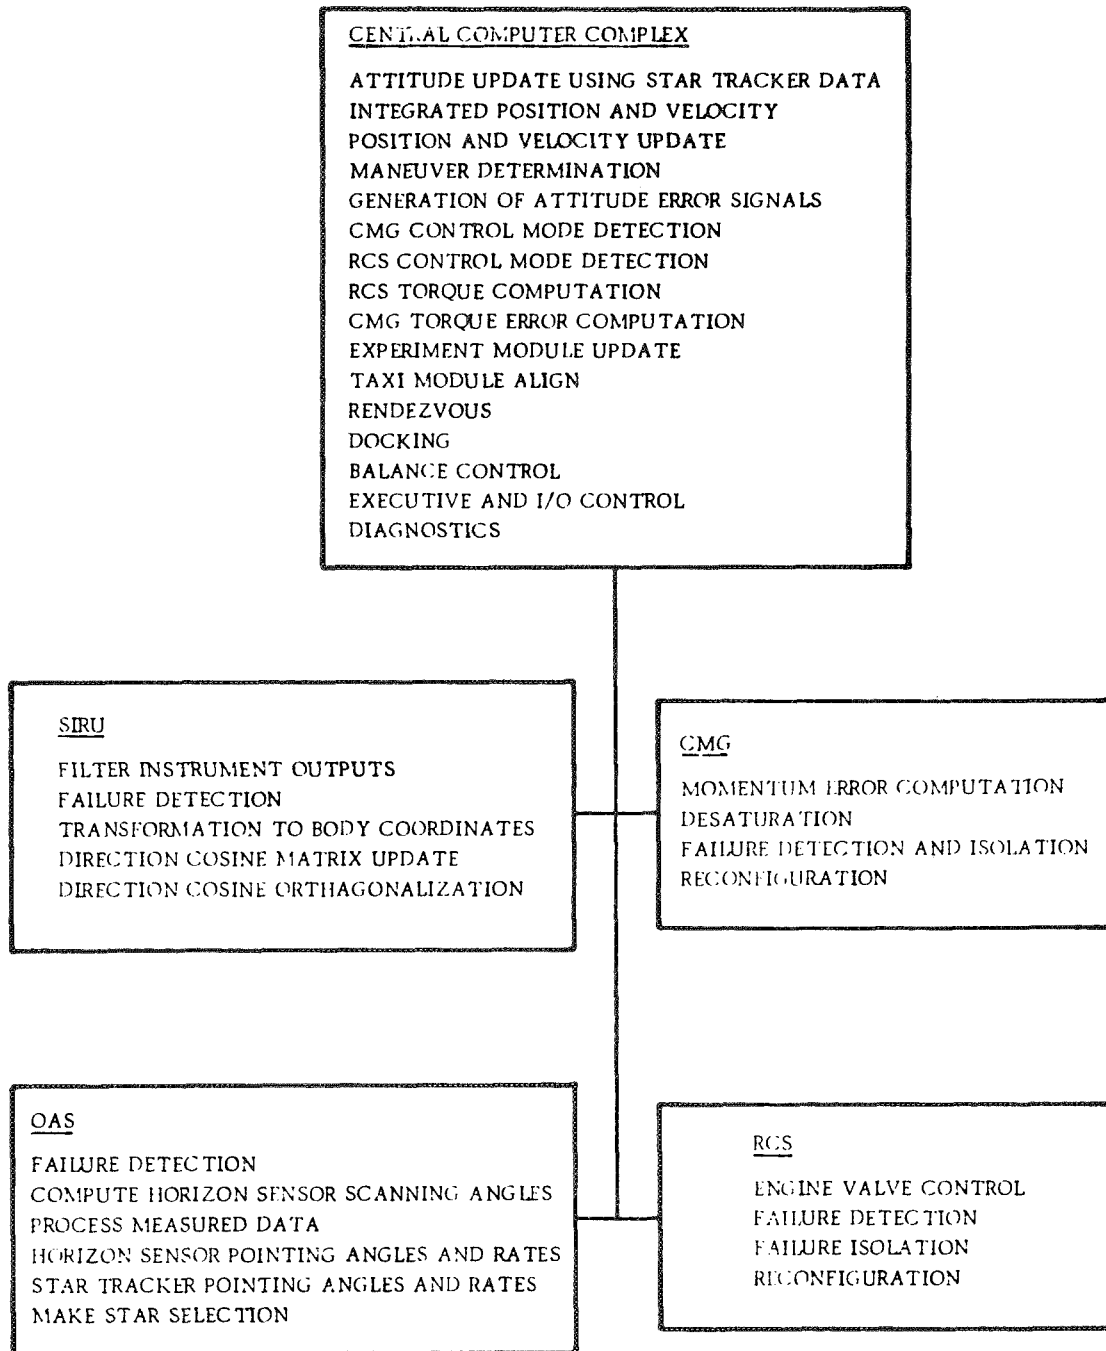 CENTRAL COMPUTER COMPLEX
ATTITUDE UPDATE USING STAR TRACKER DATA
INTEGRATED POSITION AND VELOCITY
POSITION AND VELOCITY UPDATE
MANEUVER DETERMINATION
GENERATION OF ATTITUDE ERROR SIGNALS
CMG CONTROL MODE DETECTION
RCS CONTROL MODE DETECTION
RCS TORQUE COMPUTATION
CMG TORQUE ERROR COMPUTATION
EXPERIMENT MODULE UPDATE
TAXI MODULE ALIGN
RENDEZVOUS
DOCKING
BALANCE CONTROL
EXECUTIVE AND I/O CONTROL
DIAGNOSTICS
SIRU
FILTER INSTRUMENT OUTPUTS
FAILURE DETECTION
TRANSFORMATION TO BODY COORDINATES
DIRECTION COSINE MATRIX UPDATE
DIRECTION COSINE ORTHAGONALIZATION
CMG
MOMENTUM ERROR COMPUTATION
DESATURATION
FAILURE DETECTION AND ISOLATION
RECONFIGURATION
OAS
FAILURE DETECTION
COMPUTE HORIZON SENSOR SCANNING ANGLES
PROCESS MEASURED DATA
HORIZON SENSOR POINTING ANGLES AND RATES
STAR TRACKER POINTING ANGLES AND RATES
MAKE STAR SELECTION
RCS
ENGINE VALVE CONTROL
FAILURE DETECTION
FAILURE ISOLATION
RECONFIGURATION